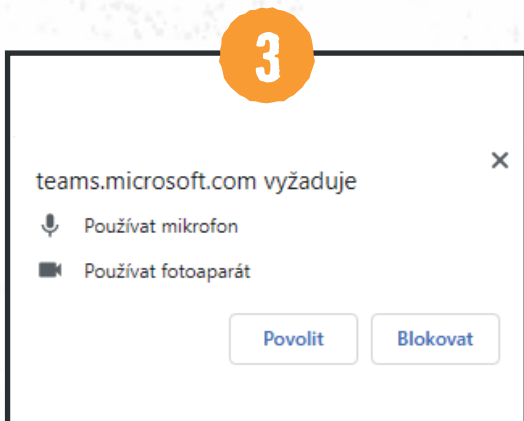 3
teams.microsoft.com vyžaduje
Používat mikrofon
Používat fotoaparát
Povolit Blokovat